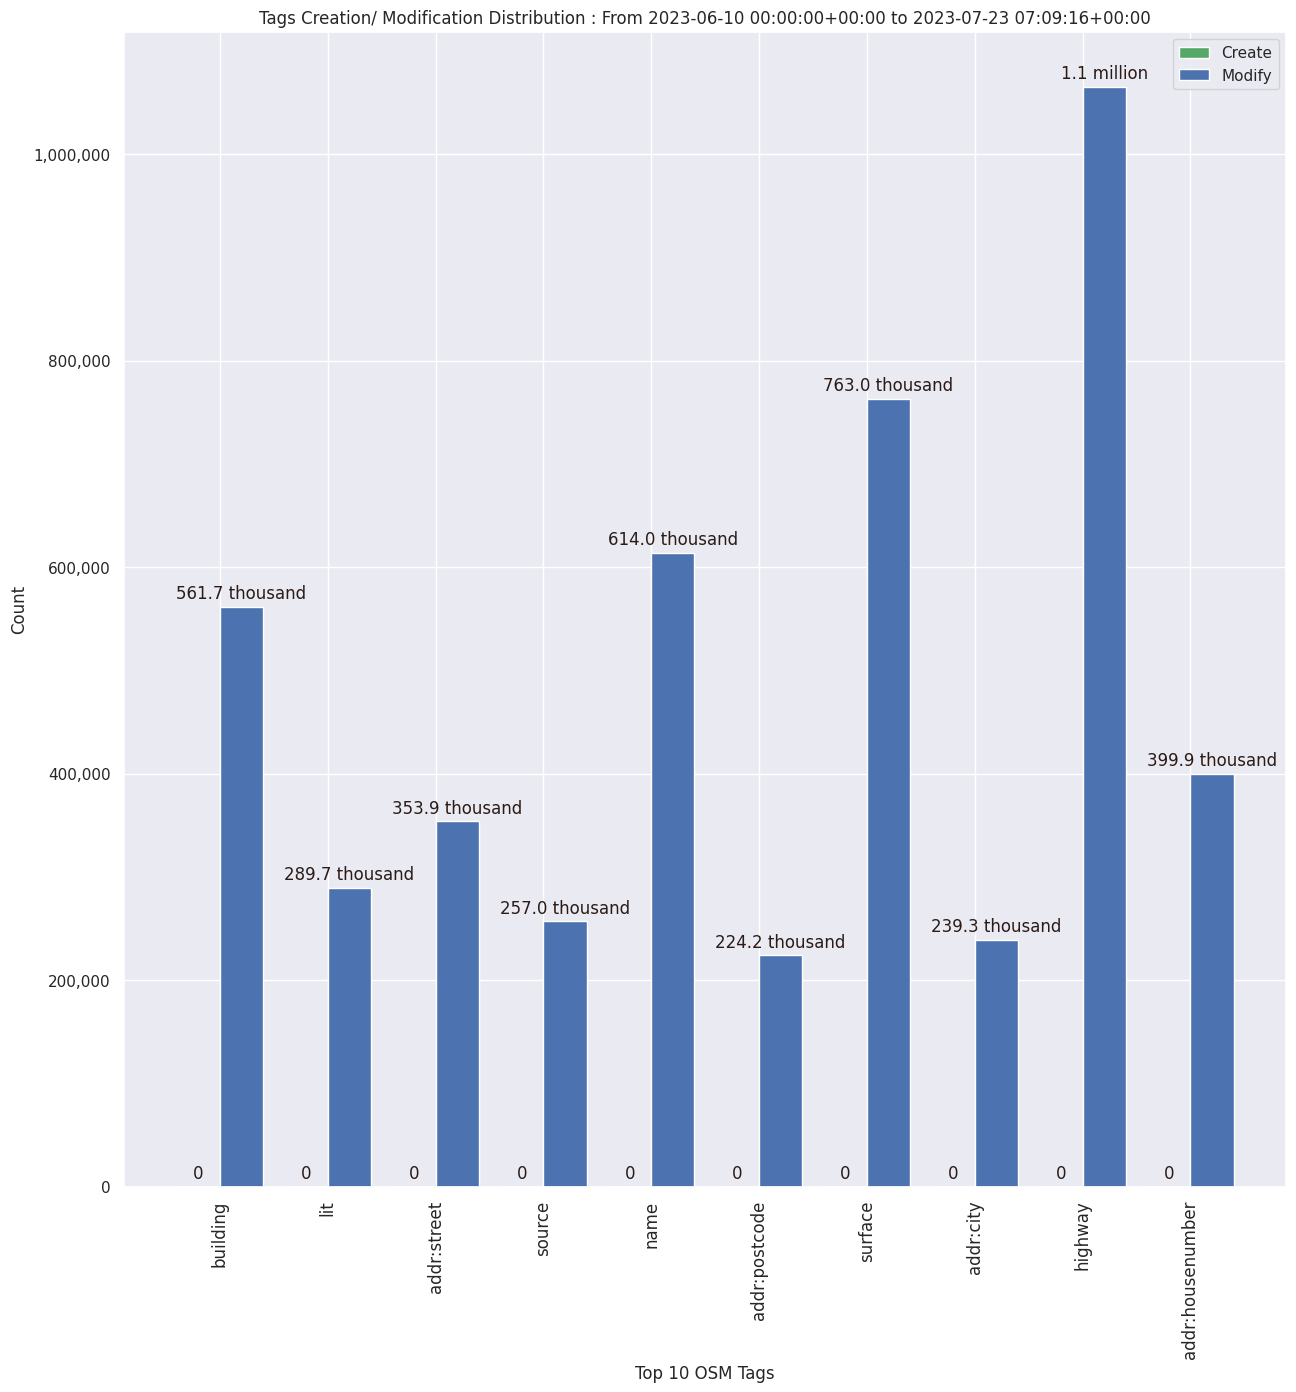 Tags Creation/ Modification Distribution : From 2023-06-10 00:00:00+00:00 to 2023-07-23 07:09:16+00:00
Create
Modify
Count
1,000,000
800,000
600,000
400,000
200,000
0
561.7 thousand
289.7 thousand
353.9 thousand
257.0 thousand
614.0 thousand
224.2 thousand
763.0 thousand
239.3 thousand
1.1 million
399.9 thousand
0
0
0
0
0
0
0
0
0
0
building
lit
addr:street
source
name
addr:postcode
surface
addr:city
highway
addr:housenumber
Top 10 OSM Tags